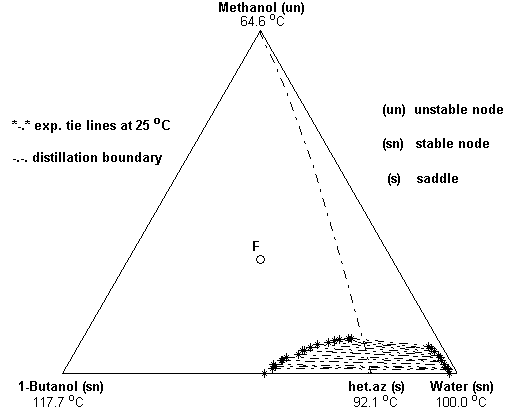 Methanol (un)
64.6 °C
*-.* exp. tie lines at 25 °C
-.-. distillation boundary
(un) unstable node
(sn) stable node
(s) saddle
F
1-Butanol (sn)
117.7 °C
het.az (s)
92.1 °C
Water (sn)
100.0 °C